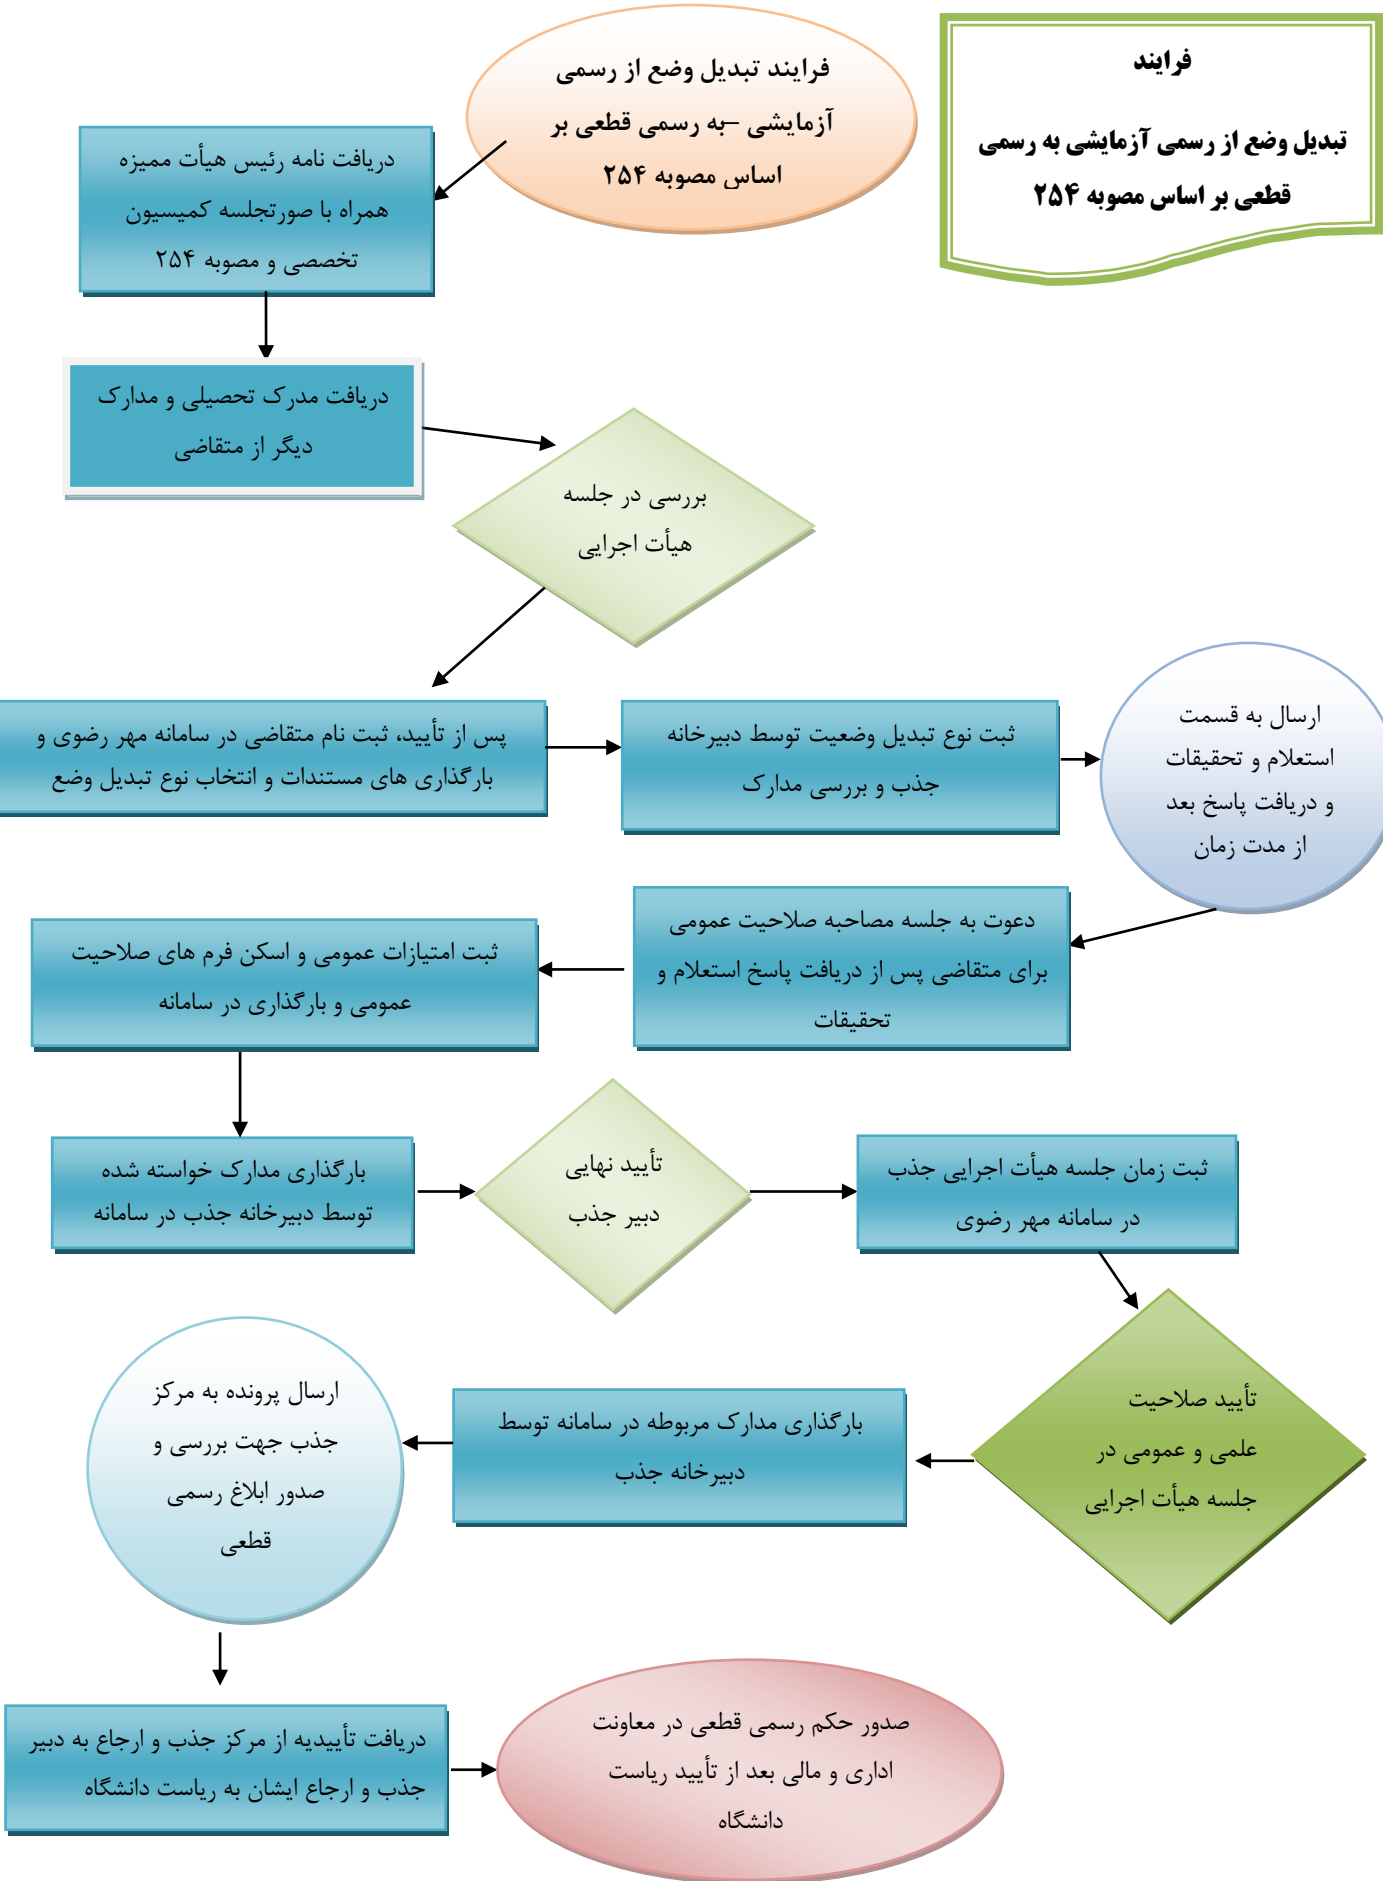 فرایند
تبدیل وضع از رسمی آزمایشی به رسمی
قطعی بر اساس مصوبه ۲۵۴
فرایند تبدیل وضع از رسمی
آزمایشی –به رسمی قطعی بر
اساس مصوبه ۲۵۴
دریافت نامه رئیس هیأت ممیزه
همراه با صورتجلسه کمیسیون
تخصصی و مصوبه ۲۵۴
دریافت مدرک تحصیلی و مدارک
دیگر از متقاضی
بررسی در جلسه
هیأت اجرایی
پس از تأیید، ثبت نام متقاضی در سامانه مهر رضوی و
بارگذاری های مستندات و انتخاب نوع تبدیل وضع
ثبت نوع تبدیل وضعیت توسط دبیرخانه
جذب و بررسی مدارک
ارسال به قسمت
استعلام و تحقیقات
و دریافت پاسخ بعد
از مدت زمان
دعوت به جلسه مصاحبه صلاحیت عمومی
برای متقاضی پس از دریافت پاسخ استعلام و
تحقیقات
ثبت امتیازات عمومی و اسکن فرم های صلاحیت
عمومی و بارگذاری در سامانه
بارگذاری مدارک خواسته شده
توسط دبیرخانه جذب در سامانه
تأیید نهایی
دبیر جذب
ثبت زمان جلسه هیأت اجرایی جذب
در سامانه مهر رضوی
تأیید صلاحیت
علمی و عمومی در
جلسه هیأت اجرایی
بارگذاری مدارک مربوطه در سامانه توسط
دبیرخانه جذب
ارسال پرونده به مرکز
جذب جهت بررسی و
صدور ابلاغ رسمی
قطعی
دریافت تأییدیه از مرکز جذب و ارجاع به دبیر
جذب و ارجاع ایشان به ریاست دانشگاه
صدور حکم رسمی قطعی در معاونت
اداری و مالی بعد از تأیید ریاست
دانشگاه